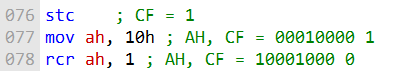 076 stc ; CF = 1
077 mov ah, 10h ; AH, CF = 00010000 1
078 rcr ah, 1 ; AH, CF = 10001000 0